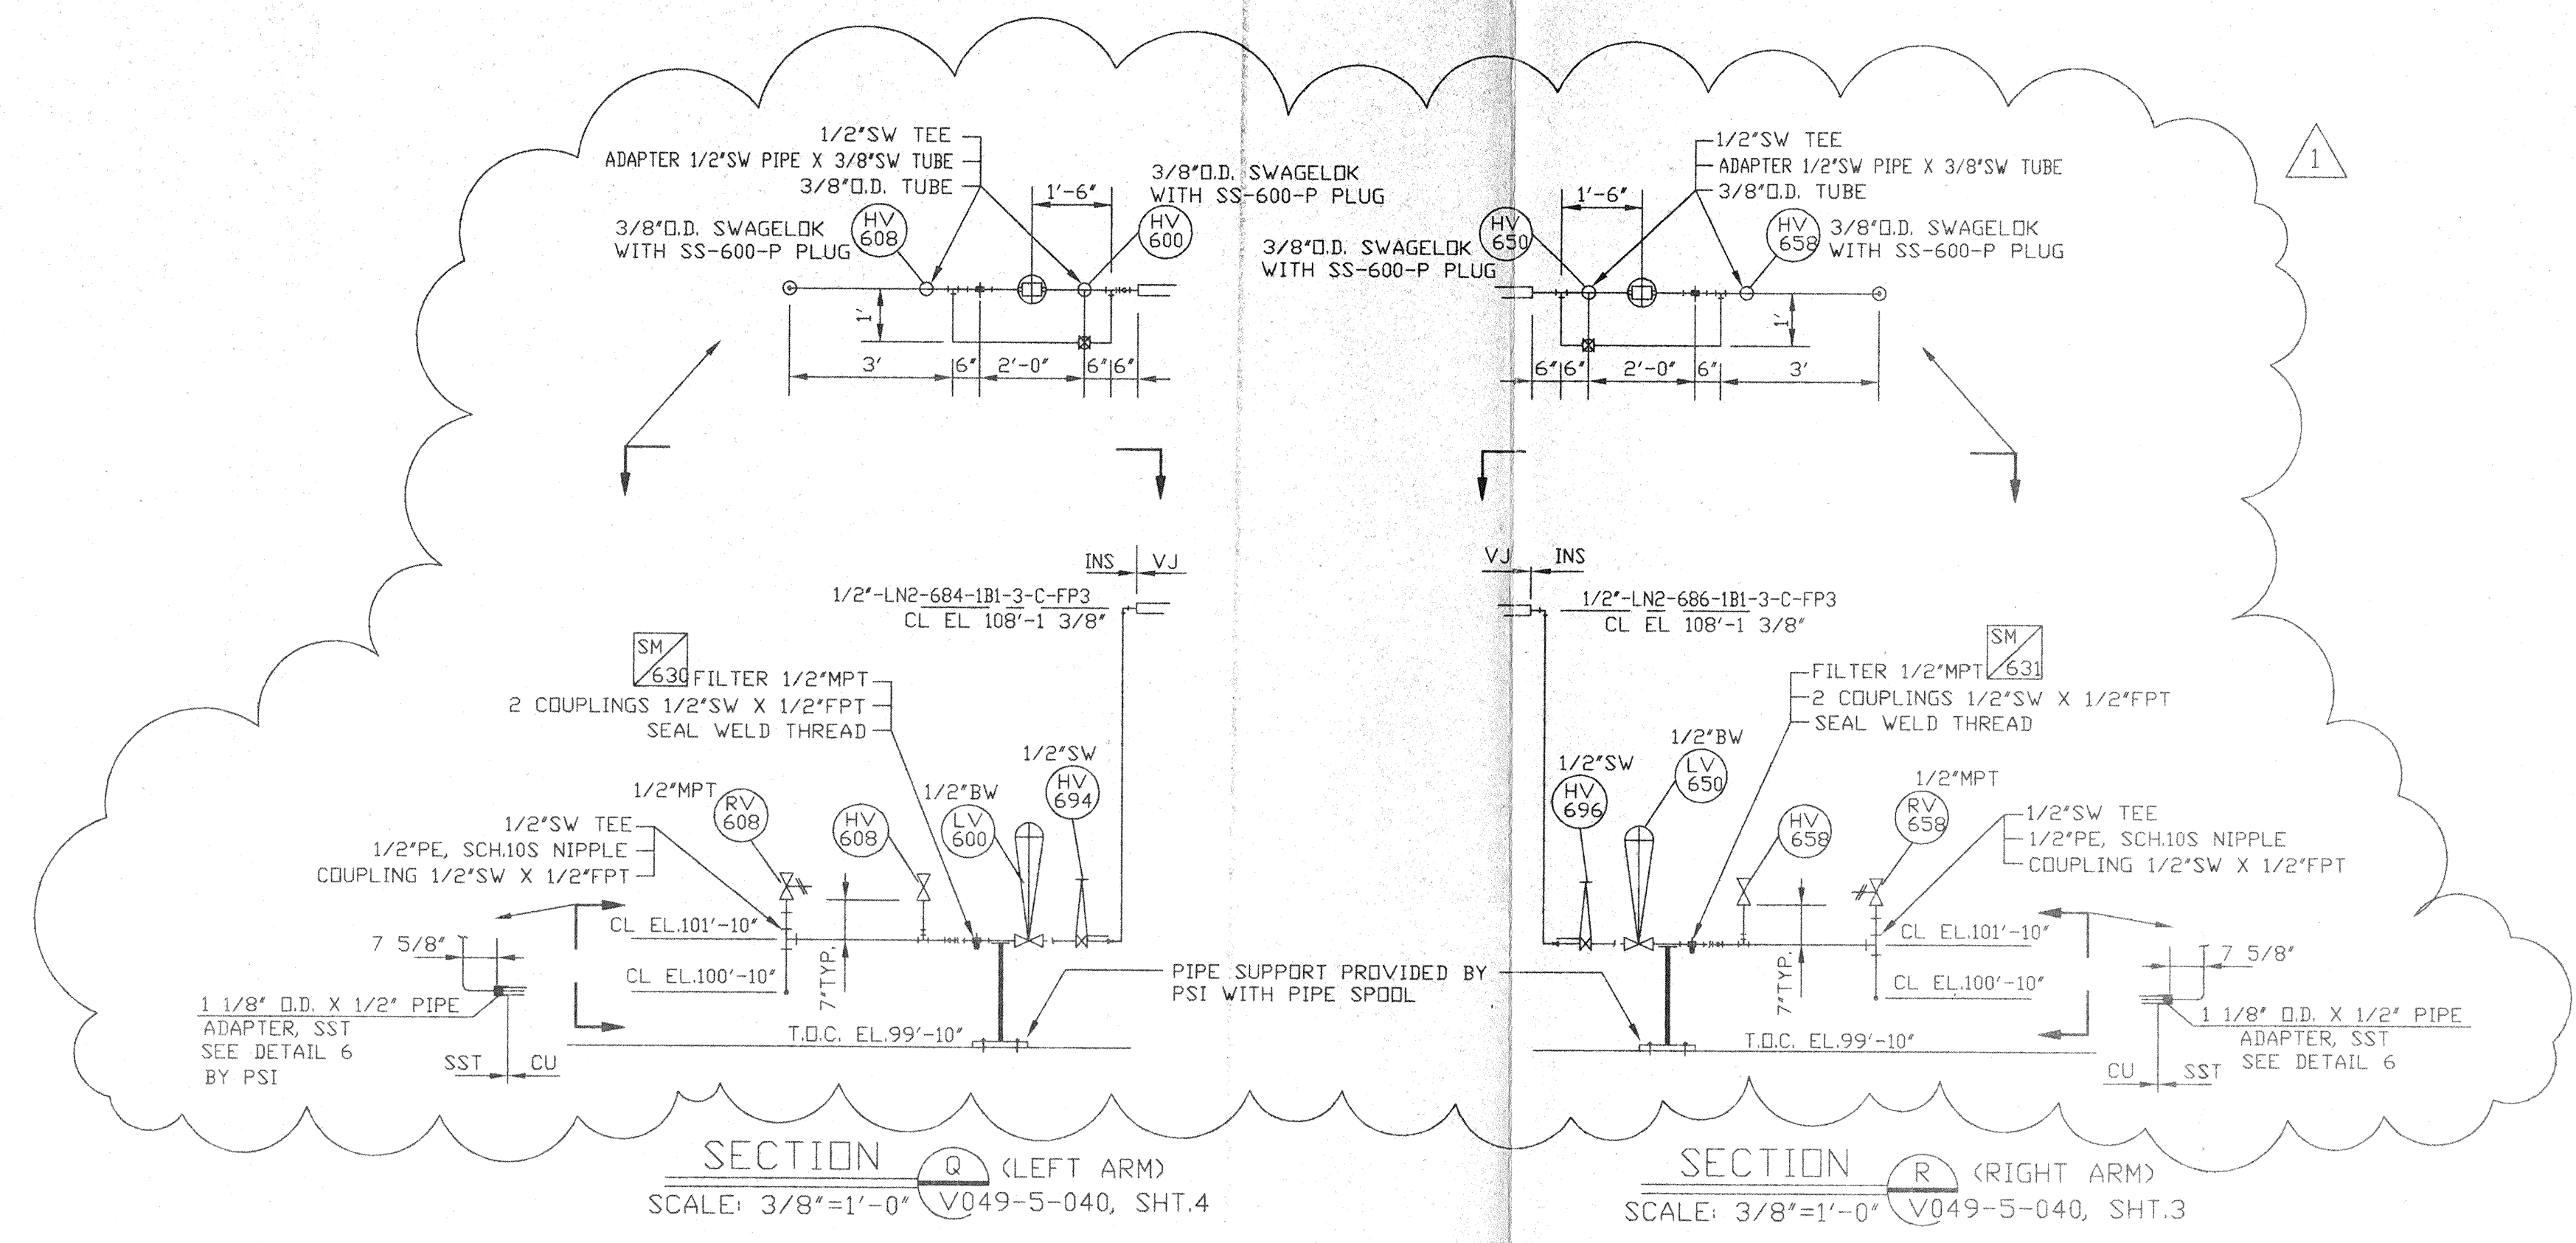 1/2"SW TEE
ADAPTER 1/2"SW PIPE X 3/8"SW TUBE
3/8"O.D. TUBE
3/8"O.D. SWAGELOK
WITH SS-600-P PLUG
HV
608
1'-6"
3/8"O.D. SWAGELOK
WITH SS-600-P PLUG
HV
600
1'
3'
6"
2'-0"
6"
6"
1/2"SW TEE
ADAPTER 1/2"SW PIPE X 3/8"SW TUBE
3/8"O.D. TUBE
1'-6"
HV
650
3/8"O.D. SWAGELOK
WITH SS-600-P PLUG
HV
658
3/8"O.D. SWAGELOK
WITH SS-600-P PLUG
1'
6"
6"
2'-0"
6"
3'
1
INS
VJ
1/2"-LN2-684-1B1-3-C-FP3
CL EL 108'-1 3/8"
SM
630
FILTER 1/2"MPT
2 COUPLINGS 1/2"SW X 1/2"FPT
SEAL WELD THREAD
1/2"SW
HV
694
1/2"BW
LV
600
1/2"MPT
RV
608
HV
608
1/2"SW TEE
1/2"PE, SCH.10S NIPPLE
COUPLING 1/2"SW X 1/2"FPT
CL EL.101'-10"
7 5/8"
CL EL.100'-10"
7"TYP.
1 1/8" O.D. X 1/2" PIPE
ADAPTER, SST
SEE DETAIL 6
BY PSI
SST
CU
T.O.C. EL.99'-10"
PIPE SUPPORT PROVIDED BY
PSI WITH PIPE SPOOL
VJ
INS
1/2"-LN2-686-1B1-3-C-FP3
CL EL 108'-1 3/8"
FILTER 1/2"MPT
SM
631
2 COUPLINGS 1/2"SW X 1/2"FPT
SEAL WELD THREAD
1/2"BW
LV
650
1/2"SW
HV
696
HV
658
1/2"MPT
RV
658
1/2"SW TEE
1/2"PE, SCH.10S NIPPLE
COUPLING 1/2"SW X 1/2"FPT
CL EL.101'-10"
7 5/8"
CL EL.100'-10"
7"TYP.
1 1/8" O.D. X 1/2" PIPE
ADAPTER, SST
SEE DETAIL 6
T.O.C. EL.99'-10"
CU
SST
SECTION
Q
(LEFT ARM)
SCALE: 3/8"=1'-0"
V049-5-040, SHT.4
SECTION
R
(RIGHT ARM)
SCALE: 3/8"=1'-0"
V049-5-040, SHT.3